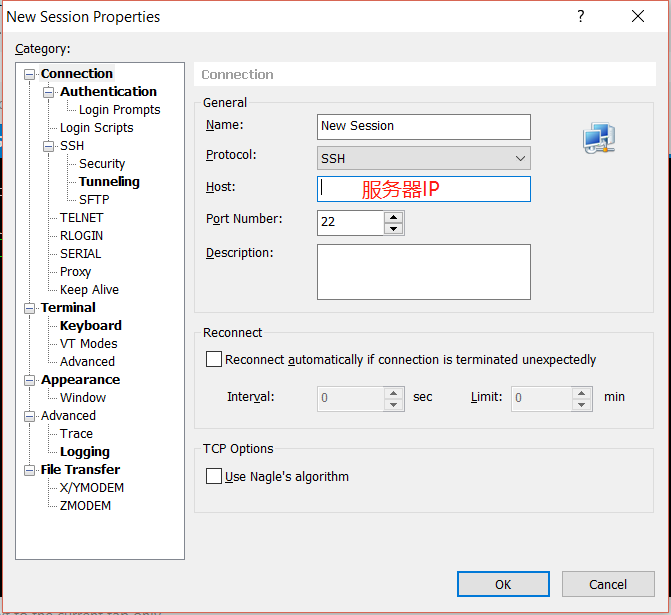 New Session Properties
?
Category:
Connection
Authentication
Login Prompts
Login Scripts
SSH
Security
Tunneling
SFTP
TELNET
RLOGIN
SERIAL
Proxy
Keep Alive
Terminal
Keyboard
VT Modes
Advanced
Appearance
Window
Advanced
Trace
Logging
File Transfer
X/YMODEM
ZMODEM
Connection
General
Name: New Session
Protocol: SSH
Host: 服务器IP
Port Number: 22
Description:
Reconnect
Reconnect automatically if connection is terminated unexpectedly
Interval: 0 sec Limit: 0 min
TCP Options
Use Nagle's algorithm
OK Cancel